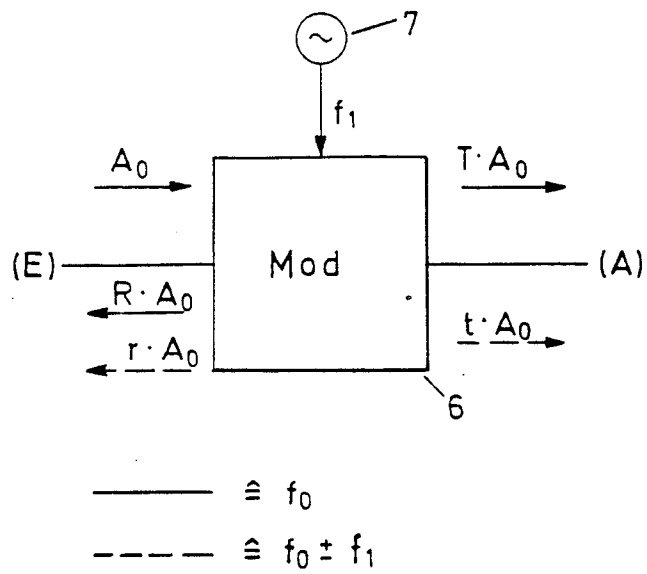 ~ 7
f₁
A₀ T·A₀
(E) Mod (A)
R·A₀
r·A₀ t·A₀
6
≙ f₀
≙ f₀ ± f₁